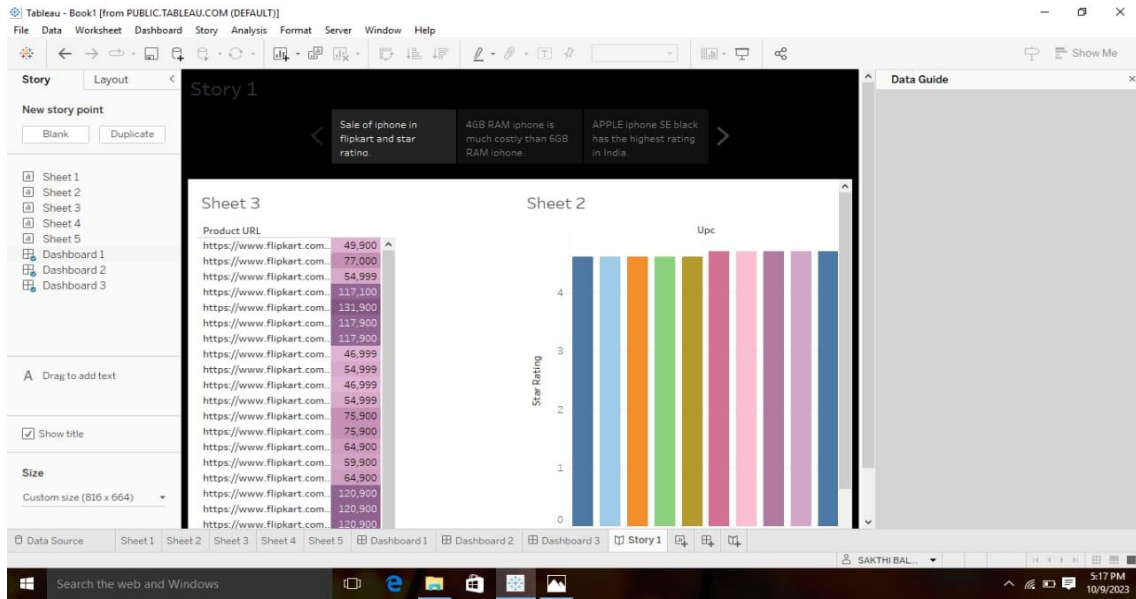 Tableau - Book1 [from PUBLIC.TABLEAU.COM (DEFAULT)]
File Data Worksheet Dashboard Story Analysis Format Server Window Help
Show Me
Story Layout
New story point
Blank Duplicate
Sheet 1
Sheet 2
Sheet 3
Sheet 4
Sheet 5
Dashboard 1
Dashboard 2
Dashboard 3
A Drag to add text
Show title
Size
Custom size (816 x 664)
Story 1
Sale of iphone in
flipkart and star
rating.
4GB RAM iphone is
much costly than 6GB
RAM iphone.
APPLE iphone SE black
has the highest rating
in India.
Sheet 3
Product URL
https://www.flipkart.com.. 49,900
https://www.flipkart.com.. 77,000
https://www.flipkart.com.. 54,999
https://www.flipkart.com.. 117,100
https://www.flipkart.com.. 131,900
https://www.flipkart.com.. 117,900
https://www.flipkart.com.. 117,900
https://www.flipkart.com.. 46,999
https://www.flipkart.com.. 54,999
https://www.flipkart.com.. 46,999
https://www.flipkart.com.. 54,999
https://www.flipkart.com.. 75,900
https://www.flipkart.com.. 75,900
https://www.flipkart.com.. 64,900
https://www.flipkart.com.. 59,900
https://www.flipkart.com.. 64,900
https://www.flipkart.com.. 120,900
https://www.flipkart.com.. 120,900
https://www.flipkart.com.. 120,900
Sheet 2
Upc
4
3
2
1
0
Star Rating
Data Guide
Data Source Sheet 1 Sheet 2 Sheet 3 Sheet 4 Sheet 5 Dashboard 1 Dashboard 2 Dashboard 3 Story 1
SAKTHI BAL...
Search the web and Windows
5:17 PM
10/9/2023